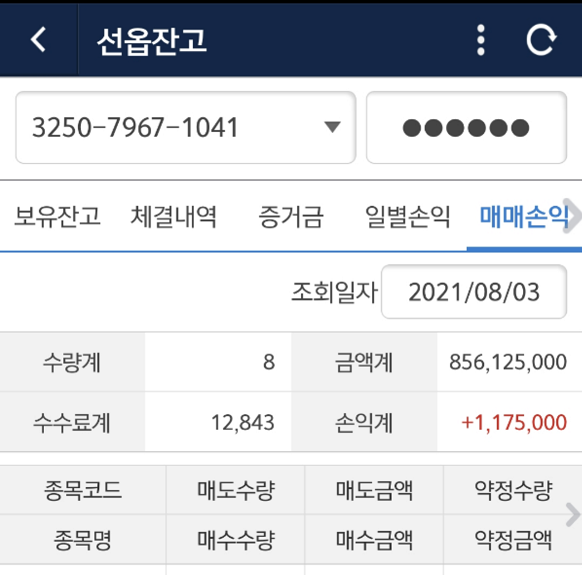 선옵잔고
3250-7967-1041 ●●●●●●
보유잔고 체결내역 증거금 일별손익 매매손익
조회일자 2021/08/03
수량계 8 금액계 856,125,000
수수료계 12,843 손익계 +1,175,000
종목코드 매도수량 매도금액 약정수량
종목명 매수수량 매수금액 약정금액